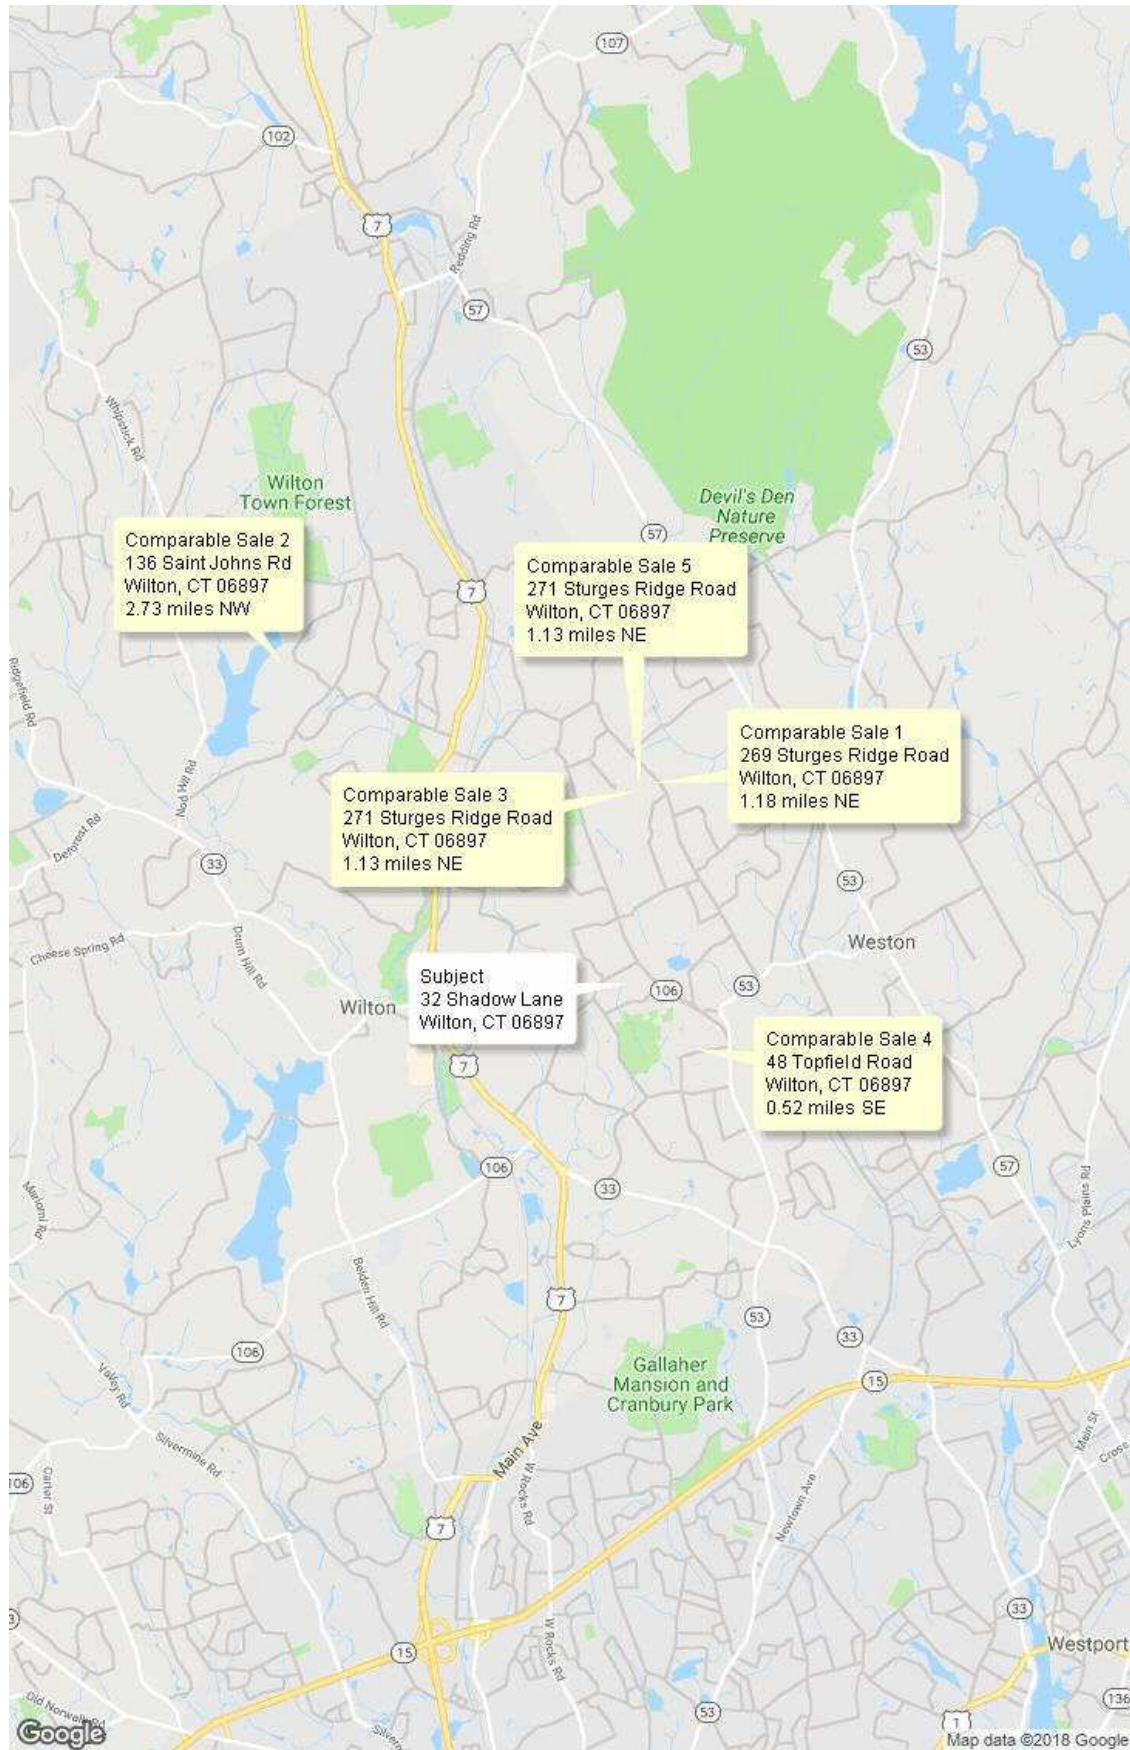 107
102
7
Redding Rd
57
53
Whipstick Rd
Wilton
Town Forest
Devil's Den
Nature
Preserve
57
Comparable Sale 2
136 Saint Johns Rd
Wilton, CT 06897
2.73 miles NW
Comparable Sale 5
271 Sturges Ridge Road
Wilton, CT 06897
1.13 miles NE
7
Ridgefield Rd
Comparable Sale 1
269 Sturges Ridge Road
Wilton, CT 06897
1.18 miles NE
Nod Hill Rd
Comparable Sale 3
271 Sturges Ridge Road
Wilton, CT 06897
1.13 miles NE
Deforest Rd
33
53
Cheese Spring Rd
Drum Hill Rd
Weston
Subject
32 Shadow Lane
Wilton, CT 06897
106
53
Wilton
Comparable Sale 4
48 Topfield Road
Wilton, CT 06897
0.52 miles SE
7
106
33
57
Mariomi Rd
Lyons Plains Rd
Belden Hill Rd
7
53
33
106
Gallaher
Mansion and
Cranbury Park
15
Valley Rd
Main St
Cross
Main Ave
Silvermine Rd
W Rocks Rd
106
Carter St
Newtown Ave
7
33
W Rocks Rd
Westport
15
Old Norwalk Rd
53
136
1
Google
Map data ©2018 Google